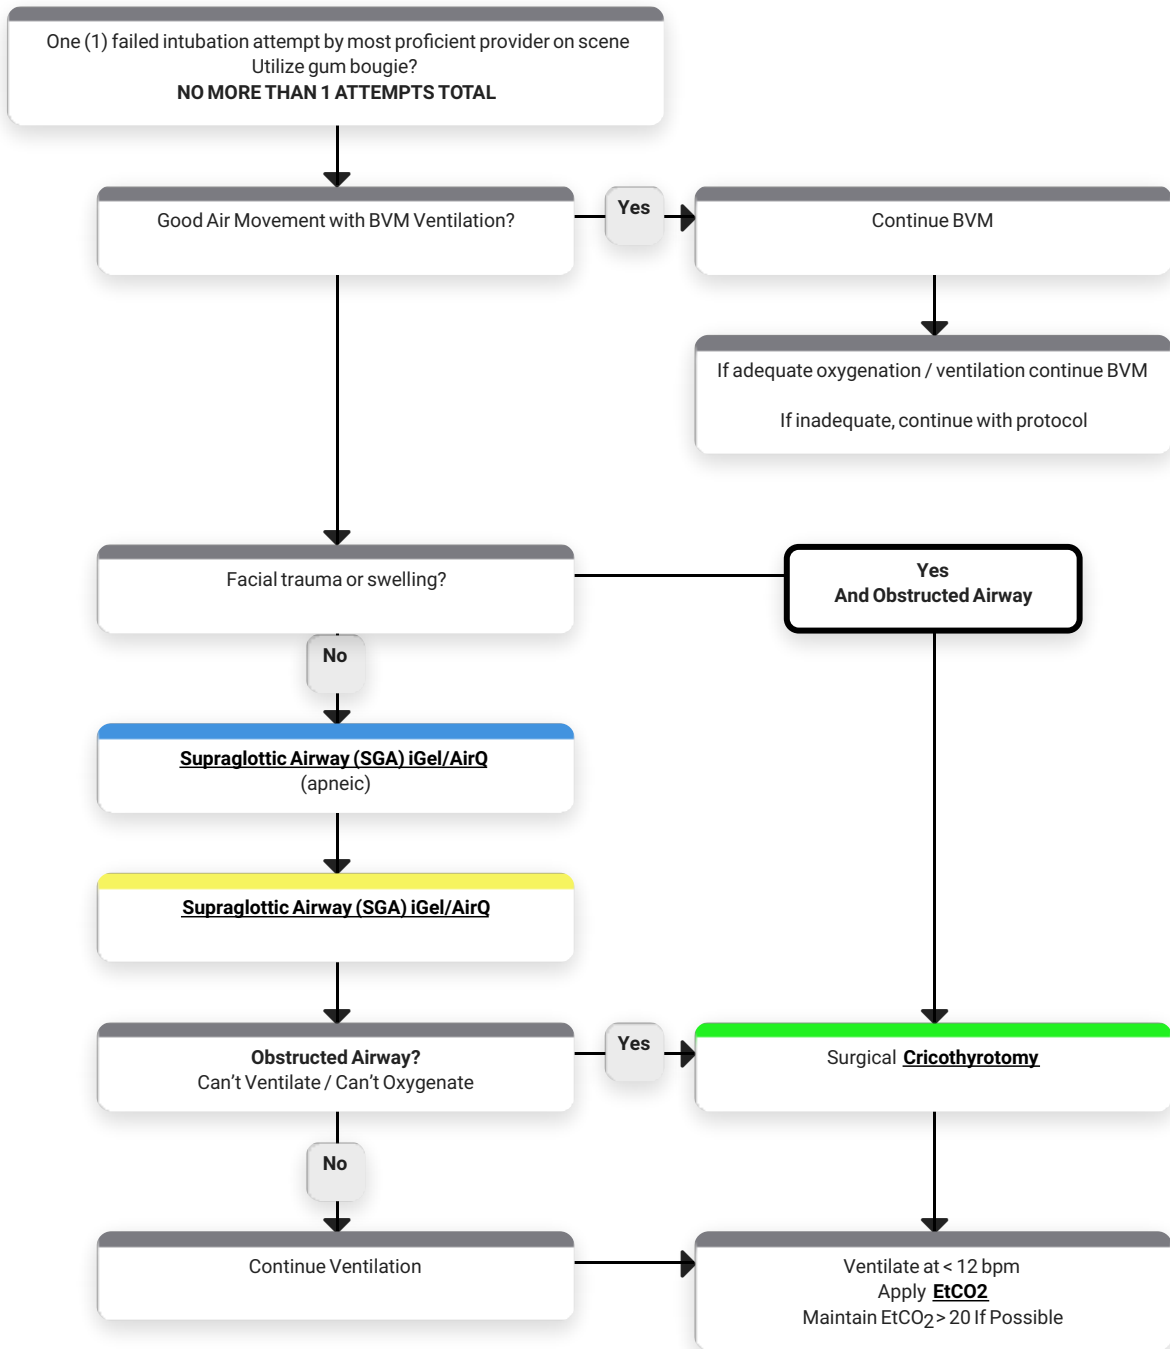 One (1) failed intubation attempt by most proficient provider on scene
Utilize gum bougie?
NO MORE THAN 1 ATTEMPTS TOTAL
Good Air Movement with BVM Ventilation?
Yes
Continue BVM
If adequate oxygenation / ventilation continue BVM
If inadequate, continue with protocol
Facial trauma or swelling?
Yes
And Obstructed Airway
No
Supraglottic Airway (SGA) iGel/AirQ
(apneic)
Supraglottic Airway (SGA) iGel/AirQ
Obstructed Airway?
Can't Ventilate / Can't Oxygenate
Yes
Surgical Cricothyrotomy
No
Continue Ventilation
Ventilate at < 12 bpm
Apply EtCO2
Maintain EtCO2> 20 If Possible